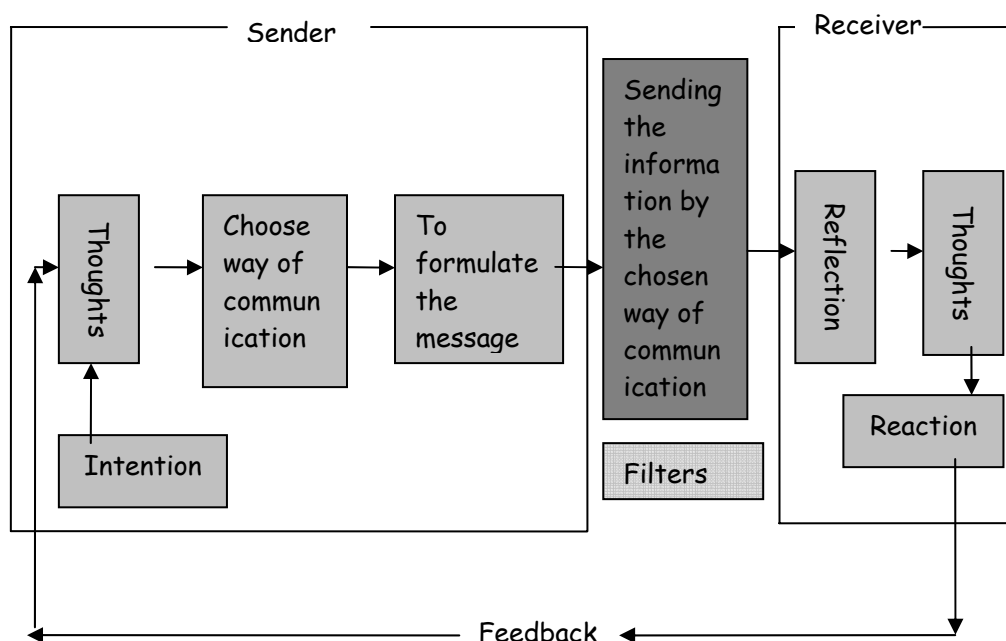 Sender
Receiver
Sending
the
informa
tion by
the
chosen
way of
commun
ication
Thoughts
Choose
way of
commun
ication
To
formulate
the
message
Reflection
Thoughts
Intention
Filters
Reaction
Feedback